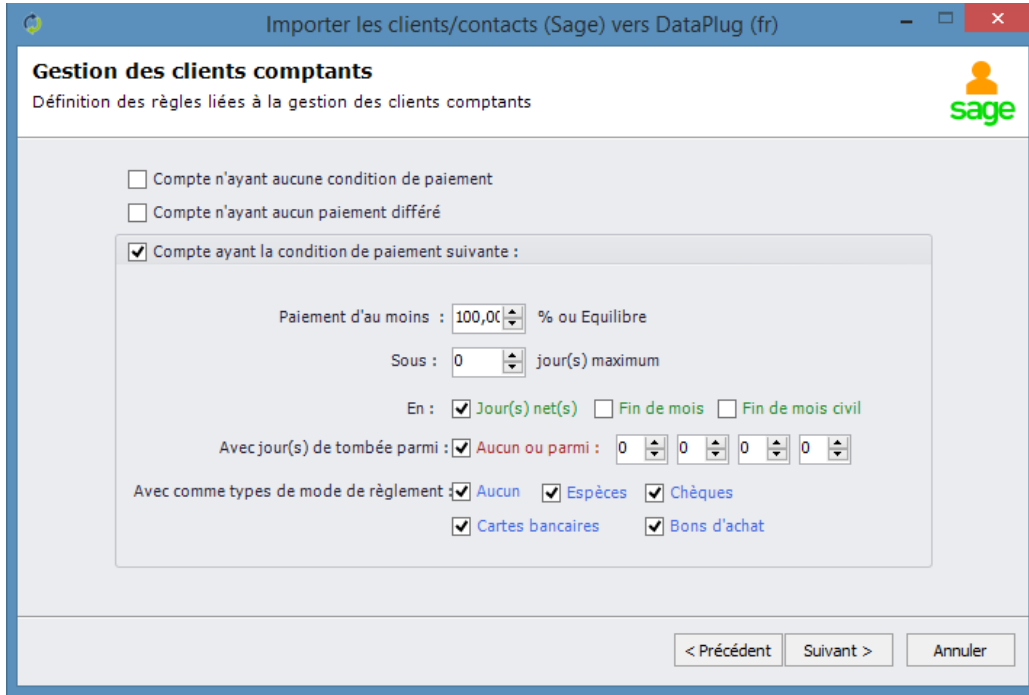 Importer les clients/contacts (Sage) vers DataPlug (fr)
Gestion des clients comptants
Définition des règles liées à la gestion des clients comptants
sage
Compte n'ayant aucune condition de paiement
Compte n'ayant aucun paiement différé
Compte ayant la condition de paiement suivante :
Paiement d'au moins : 100,00 % ou Equilibre
Sous : 0 jour(s) maximum
En : Jour(s) net(s) Fin de mois Fin de mois civil
Avec jour(s) de tombée parmi : Aucun ou parmi : 0 0 0 0
Avec comme types de mode de règlement : Aucun Espèces Chèques
Cartes bancaires Bons d'achat
< Précédent Suivant > Annuler